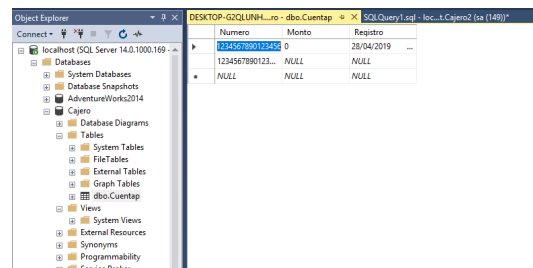 Object Explorer
Connect
localhost (SQL Server 14.0.1000.169 -
Databases
System Databases
Database Snapshots
AdventureWorks2014
Cajero
Database Diagrams
Tables
System Tables
FileTables
External Tables
Graph Tables
dbo.Cuentap
Views
System Views
External Resources
Synonyms
Programmability
DESKTOP-G2QLUNH....ro - dbo.Cuentap
SQLQuery1.sql - loc...t.Cajero2 (sa (149))*
Numero Monto Registro
1234567890123456 0 28/04/2019 ...
1234567890123... NULL NULL
NULL NULL NULL